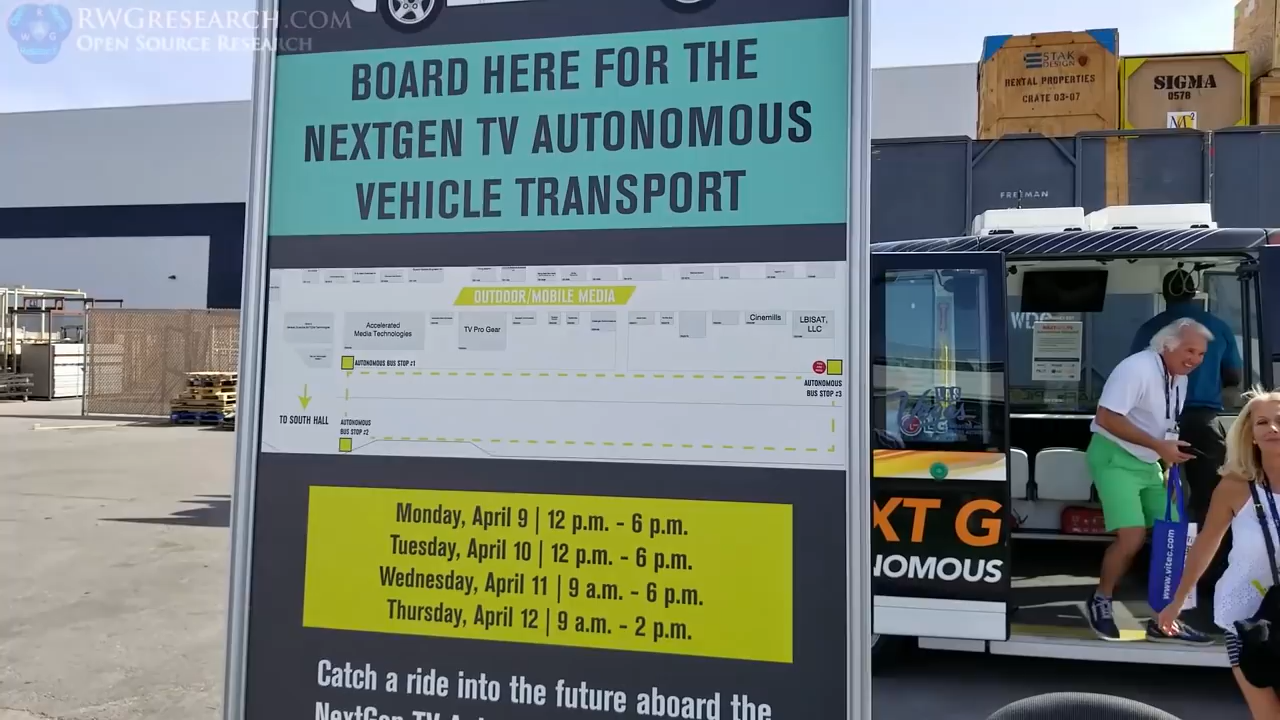 RWGRESEARCH.COM
OPEN SOURCE RESEARCH
BOARD HERE FOR THE
NEXTGEN TV AUTONOMOUS
VEHICLE TRANSPORT
OUTDOOR/MOBILE MEDIA
Accelerated
Media Technologies
TV Pro Gear
Cinemills
LBISAT,
LLC
AUTONOMOUS BUS STOP #1
AUTONOMOUS
BUS STOP #3
TO SOUTH HALL
AUTONOMOUS
BUS STOP #2
Monday, April 9 | 12 p.m. - 6 p.m.
Tuesday, April 10 | 12 p.m. - 6 p.m.
Wednesday, April 11 | 9 a.m. - 6 p.m.
Thursday, April 12 | 9 a.m. - 2 p.m.
Catch a ride into the future aboard the
NextGen TV
STAK
DESIGN
RENTAL PROPERTIES
CRATE 03-07
SIGMA
0578
FREEMAN
XT G
NOMOUS
www.vitec.com